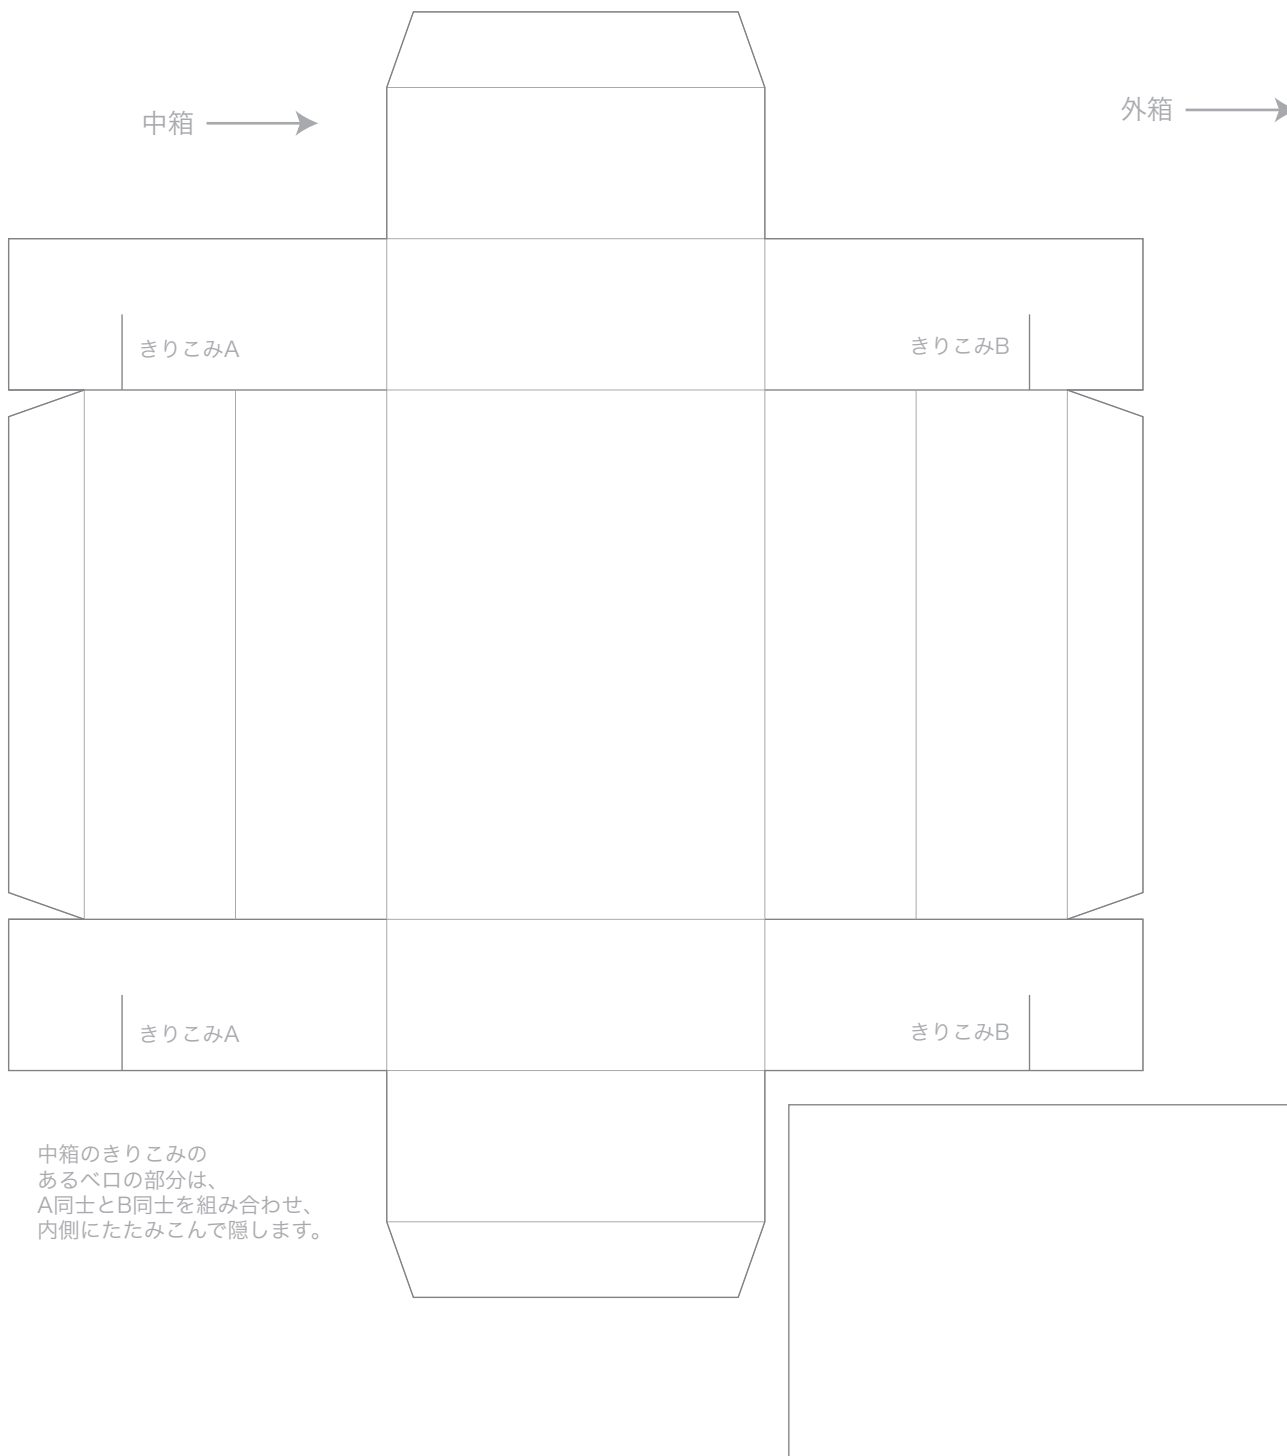 中箱
外箱
きりこみA
きりこみB
きりこみA
きりこみB
中箱のきりこみの
あるベロの部分は、
A同士とB同士を組み合わせ、
内側にたたみこんで隠します。